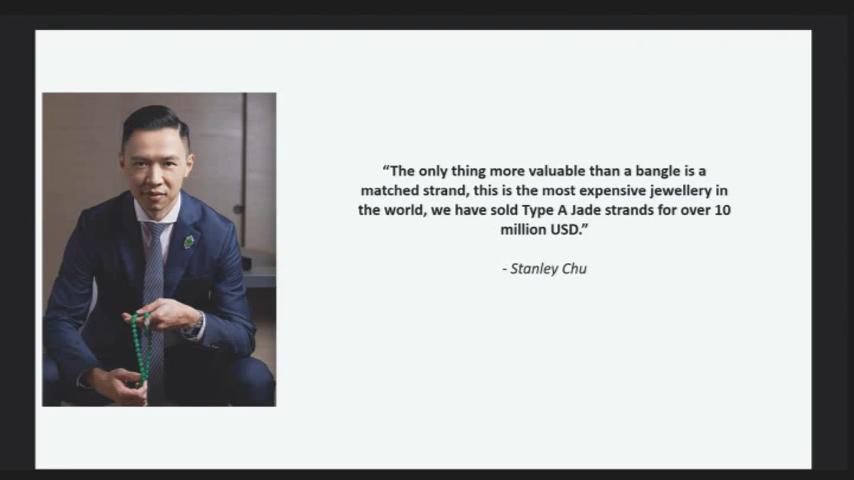 “The only thing more valuable than a bangle is a
matched strand, this is the most expensive jewellery in
the world, we have sold Type A Jade strands for over 10
million USD.”
- Stanley Chu